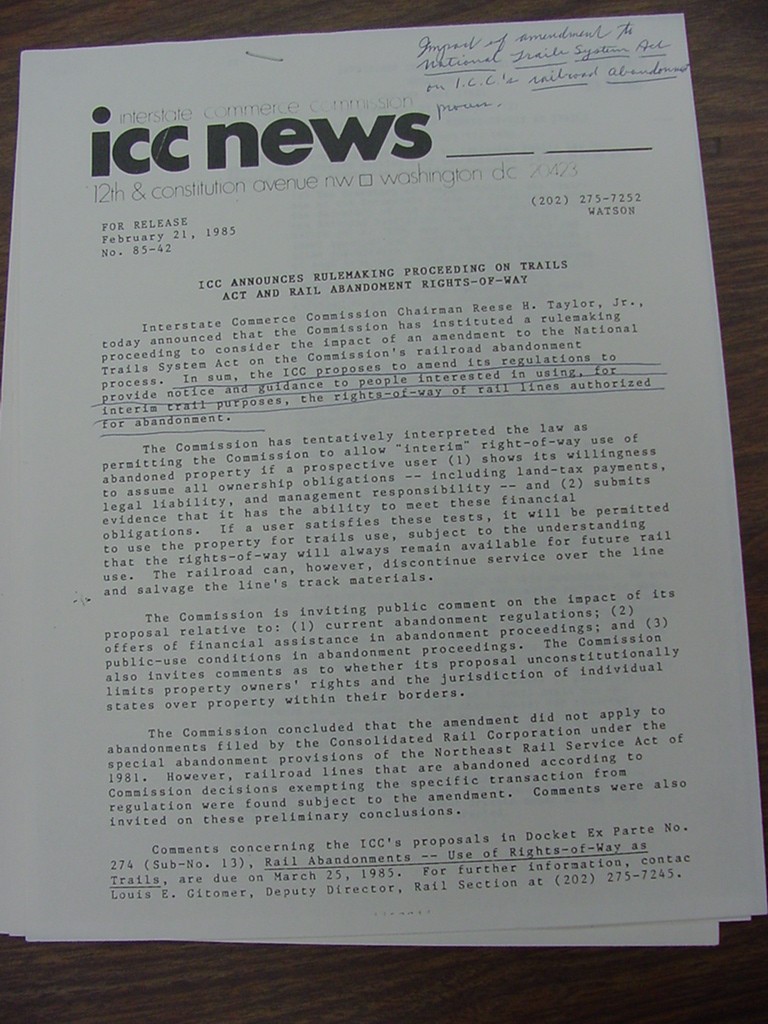 Impact of amendment to
National Trails System Act
on I.C.C.'s railroad abandonment
process.
interstate commerce commission
icc news
12th & constitution avenue nw □ washington dc 20423
(202) 275-7252
WATSON
FOR RELEASE
February 21, 1985
No. 85-42
ICC ANNOUNCES RULEMAKING PROCEEDING ON TRAILS
ACT AND RAIL ABANDOMENT RIGHTS-OF-WAY
Interstate Commerce Commission Chairman Reese H. Taylor, Jr.,
today announced that the Commission has instituted a rulemaking
proceeding to consider the impact of an amendment to the National
Trails System Act on the Commission's railroad abandonment
process. In sum, the ICC proposes to amend its regulations to
provide notice and guidance to people interested in using, for
interim trail purposes, the rights-of-way of rail lines authorized
for abandonment.
The Commission has tentatively interpreted the law as
permitting the Commission to allow "interim" right-of-way use of
abandoned property if a prospective user (1) shows its willingness
to assume all ownership obligations -- including land-tax payments,
legal liability, and management responsibility -- and (2) submits
evidence that it has the ability to meet these financial
obligations. If a user satisfies these tests, it will be permitted
to use the property for trails use, subject to the understanding
that the rights-of-way will always remain available for future rail
use. The railroad can, however, discontinue service over the line
and salvage the line's track materials.
The Commission is inviting public comment on the impact of its
proposal relative to: (1) current abandonment regulations; (2)
offers of financial assistance in abandonment proceedings; and (3)
public-use conditions in abandonment proceedings. The Commission
also invites comments as to whether its proposal unconstitutionally
limits property owners' rights and the jurisdiction of individual
states over property within their borders.
The Commission concluded that the amendment did not apply to
abandonments filed by the Consolidated Rail Corporation under the
special abandonment provisions of the Northeast Rail Service Act of
1981. However, railroad lines that are abandoned according to
Commission decisions exempting the specific transaction from
regulation were found subject to the amendment. Comments were also
invited on these preliminary conclusions.
Comments concerning the ICC's proposals in Docket Ex Parte No.
274 (Sub-No. 13), Rail Abandonments -- Use of Rights-of-Way as
Trails, are due on March 25, 1985. For further information, contac
Louis E. Gitomer, Deputy Director, Rail Section at (202) 275-7245.